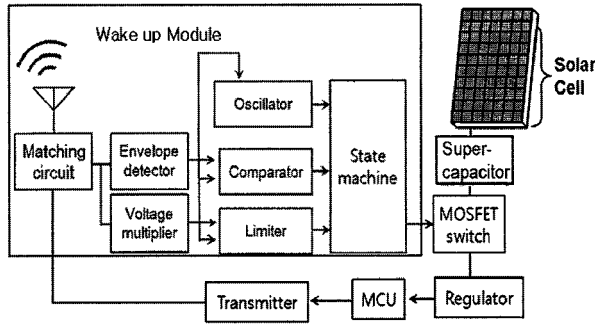 Wake up Module
Solar
Cell
Oscillator
Matching
circuit
Envelope
detector
Comparator
State
machine
Super-
capacitor
Voltage
multiplier
Limiter
MOSFET
switch
Transmitter
MCU
Regulator